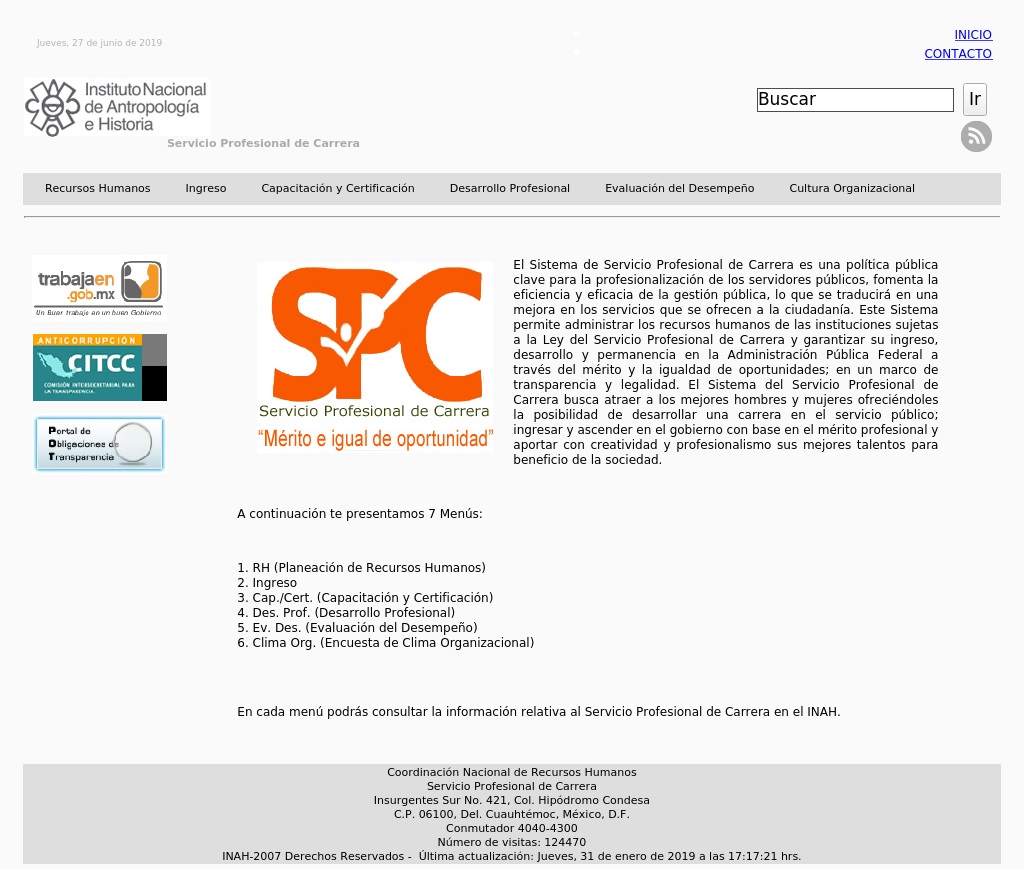 Jueves, 27 de junio de 2019
INICIO
CONTACTO
Instituto Nacional
de Antropología
e Historia
Buscar
Ir
Servicio Profesional de Carrera
Recursos Humanos Ingreso Capacitación y Certificación Desarrollo Profesional Evaluación del Desempeño Cultura Organizacional
trabajaen
.gob.mx
Un buen trabajo en un buen Gobierno
ANTICORRUPCIÓN
CITCC
COMISIÓN INTERSECRETARIAL PARA
LA TRANSPARENCIA
Portal de
Obligaciones de
Transparencia
SPC
Servicio Profesional de Carrera
“Mérito e igual de oportunidad”
El Sistema de Servicio Profesional de Carrera es una política pública
clave para la profesionalización de los servidores públicos, fomenta la
eficiencia y eficacia de la gestión pública, lo que se traducirá en una
mejora en los servicios que se ofrecen a la ciudadanía. Este Sistema
permite administrar los recursos humanos de las instituciones sujetas
a la Ley del Servicio Profesional de Carrera y garantizar su ingreso,
desarrollo y permanencia en la Administración Pública Federal a
través del mérito y la igualdad de oportunidades; en un marco de
transparencia y legalidad. El Sistema del Servicio Profesional de
Carrera busca atraer a los mejores hombres y mujeres ofreciéndoles
la posibilidad de desarrollar una carrera en el servicio público;
ingresar y ascender en el gobierno con base en el mérito profesional y
aportar con creatividad y profesionalismo sus mejores talentos para
beneficio de la sociedad.
A continuación te presentamos 7 Menús:
1. RH (Planeación de Recursos Humanos)
2. Ingreso
3. Cap./Cert. (Capacitación y Certificación)
4. Des. Prof. (Desarrollo Profesional)
5. Ev. Des. (Evaluación del Desempeño)
6. Clima Org. (Encuesta de Clima Organizacional)
En cada menú podrás consultar la información relativa al Servicio Profesional de Carrera en el INAH.
Coordinación Nacional de Recursos Humanos
Servicio Profesional de Carrera
Insurgentes Sur No. 421, Col. Hipódromo Condesa
C.P. 06100, Del. Cuauhtémoc, México, D.F.
Conmutador 4040-4300
Número de visitas: 124470
INAH-2007 Derechos Reservados - Última actualización: Jueves, 31 de enero de 2019 a las 17:17:21 hrs.